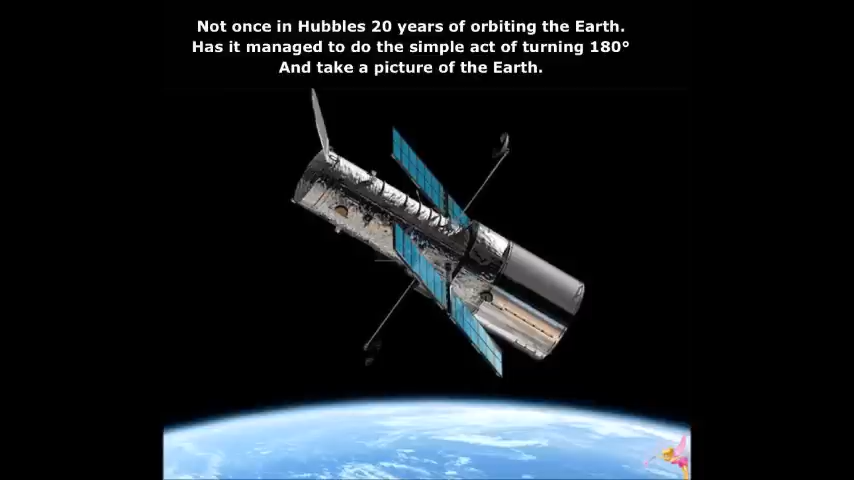 Not once in Hubbles 20 years of orbiting the Earth.
Has it managed to do the simple act of turning 180°
And take a picture of the Earth.